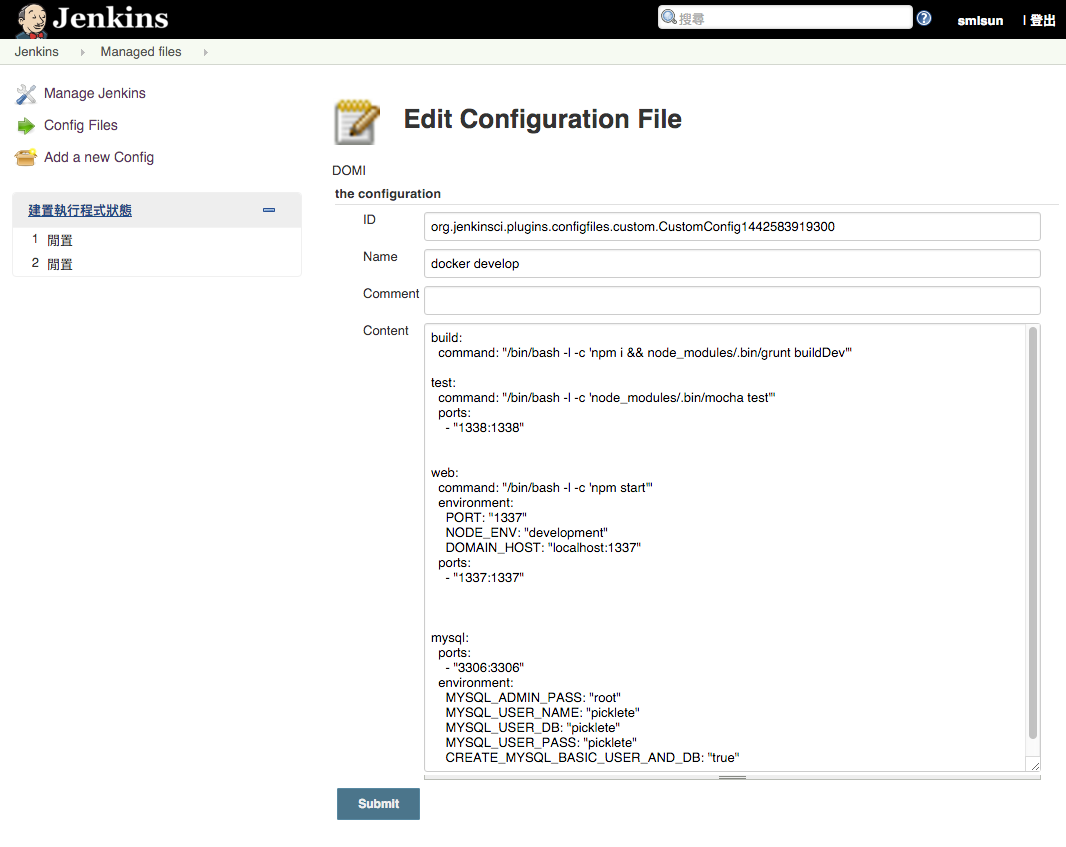 Jenkins
搜尋
smisun
| 登出
Jenkins
Managed files
Manage Jenkins
Config Files
Add a new Config
建置執行程式狀態
1 閒置
2 閒置
Edit Configuration File
DOMI
the configuration
ID
org.jenkinsci.plugins.configfiles.custom.CustomConfig1442583919300
Name
docker develop
Comment
Content
build:
command: "/bin/bash -l -c 'npm i && node_modules/.bin/grunt buildDev'"
test:
command: "/bin/bash -l -c 'node_modules/.bin/mocha test'"
ports:
- "1338:1338"
web:
command: "/bin/bash -l -c 'npm start'"
environment:
PORT: "1337"
NODE_ENV: "development"
DOMAIN_HOST: "localhost:1337"
ports:
- "1337:1337"
mysql:
ports:
- "3306:3306"
environment:
MYSQL_ADMIN_PASS: "root"
MYSQL_USER_NAME: "picklete"
MYSQL_USER_DB: "picklete"
MYSQL_USER_PASS: "picklete"
CREATE_MYSQL_BASIC_USER_AND_DB: "true"
Submit